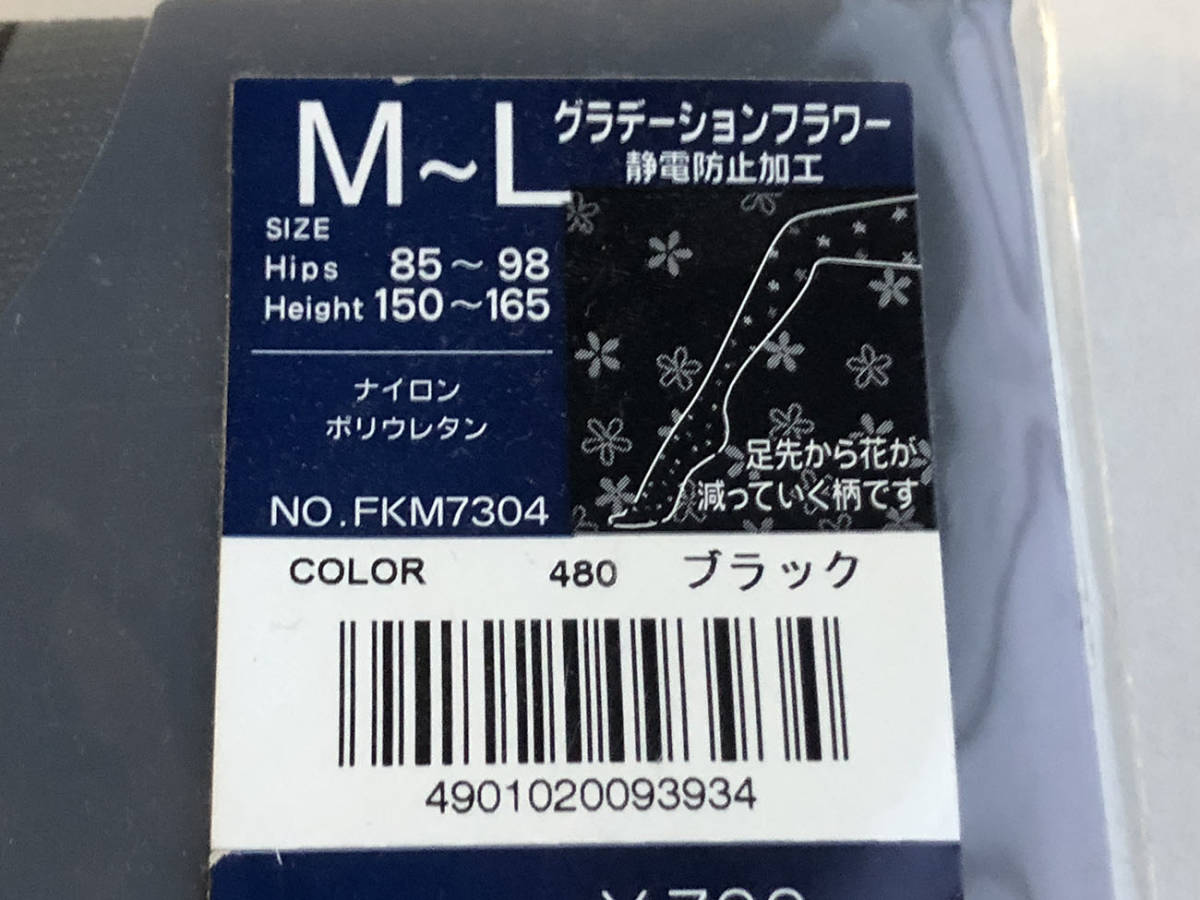 M~L
グラデーションフラワー
静電防止加工
SIZE
Hips 85~98
Height 150~165
ナイロン
ポリウレタン
NO.FKM7304
足先から花が
減っていく柄です
COLOR 480 ブラック
4901020093934